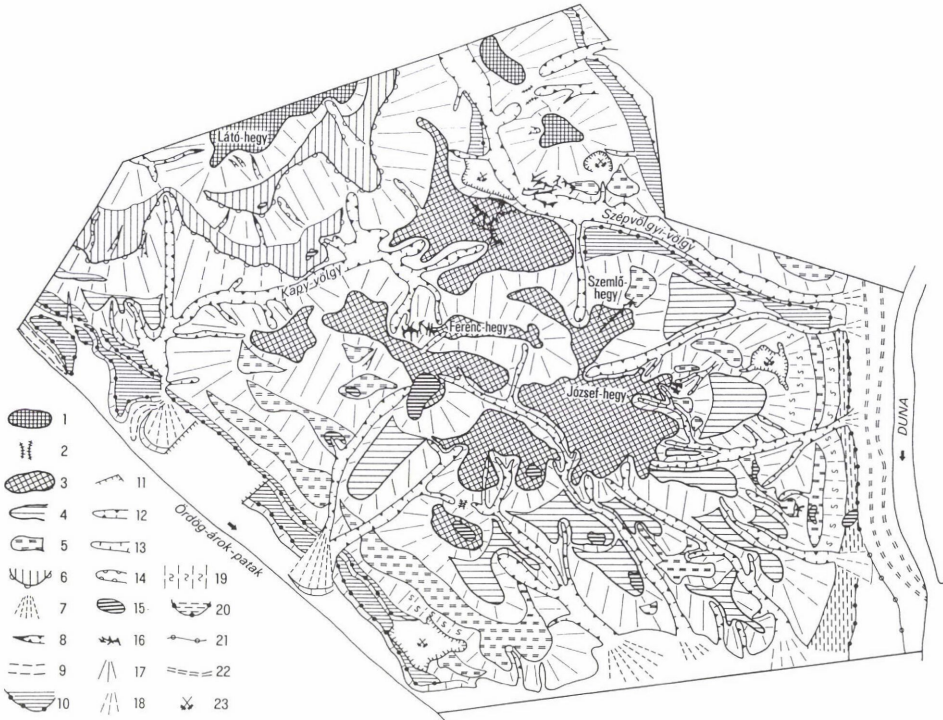 Látó-hegy
Szépvölgyi-völgy
Kapy-völgy
Szemlő-
hegy
Ferenc-hegy
József-hegy
DUNA
Ördög-árok-patak
1
2
3
4
5
6
7
8
9
10
11
12
13
14
15
16
17
18
19
20
21
22
23